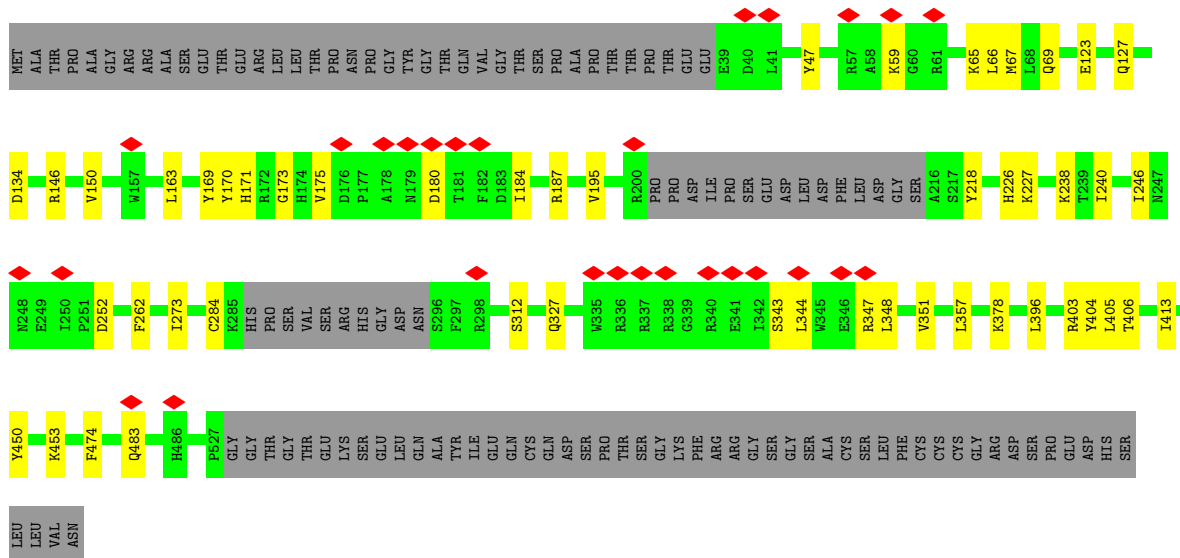 MET ALA THR PRO ALA GLY ARG ARG ALA SER GLU THR GLU ARG LEU LEU THR PRO ASN PRO GLY TYR GLY THR GLN VAL GLY THR SER PRO ALA PRO THR THR PRO THR GLU GLU E39 D40 L41 Y47 R57 A58 K59 G60 R61 K65 L66 M67 L68 Q69 E123 Q127
D134 R146 V150 W157 L163 Y169 Y170 H171 R172 G173 H174 V175 D176 P177 A178 N179 D180 T181 F182 D183 I184 R187 V195 R200 PRO PRO ASP ILE PRO SER GLU ASP LEU ASP PHE LEU ASP GLY SER A216 S217 Y218 H226 K227 K238 T239 I240 I246 N247
N248 E249 I250 P251 D252 F262 I273 C284 K285 HIS PRO SER VAL SER ARG HIS GLY ASP ASN S296 F297 R298 S312 Q327 W335 R336 R337 R338 G339 R340 E341 I342 S343 L344 W345 E346 R347 L348 V351 L357 K378 L396 R403 Y404 L405 T406 I413
Y450 K453 F474 Q483 H486 P527 GLY GLY THR GLY THR GLU LYS SER GLU LEU GLN ALA TYR ILE GLU GLN CYS GLN ASP SER PRO THR SER GLY LYS PHE ARG ARG GLY SER GLY SER ALA CYS SER LEU PHE CYS CYS CYS GLY ARG ASP SER PRO GLU ASP HIS SER
LEU LEU VAL ASN